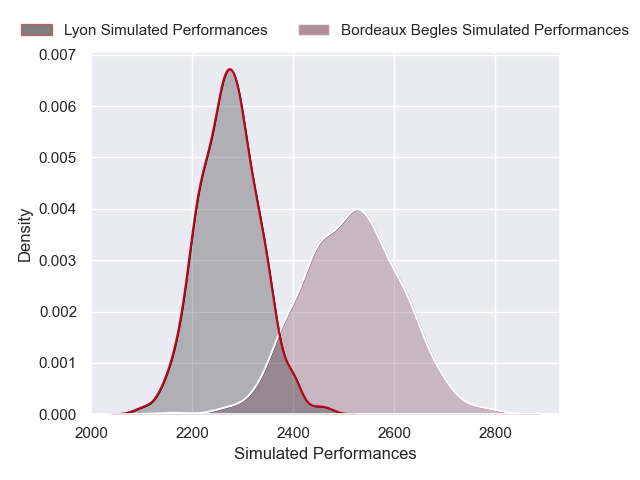 Lyon Simulated Performances
Bordeaux Begles Simulated Performances
0.007
0.006
0.005
0.004
0.003
0.002
0.001
0.000
Density
2000 2200 2400 2600 2800
Simulated Performances